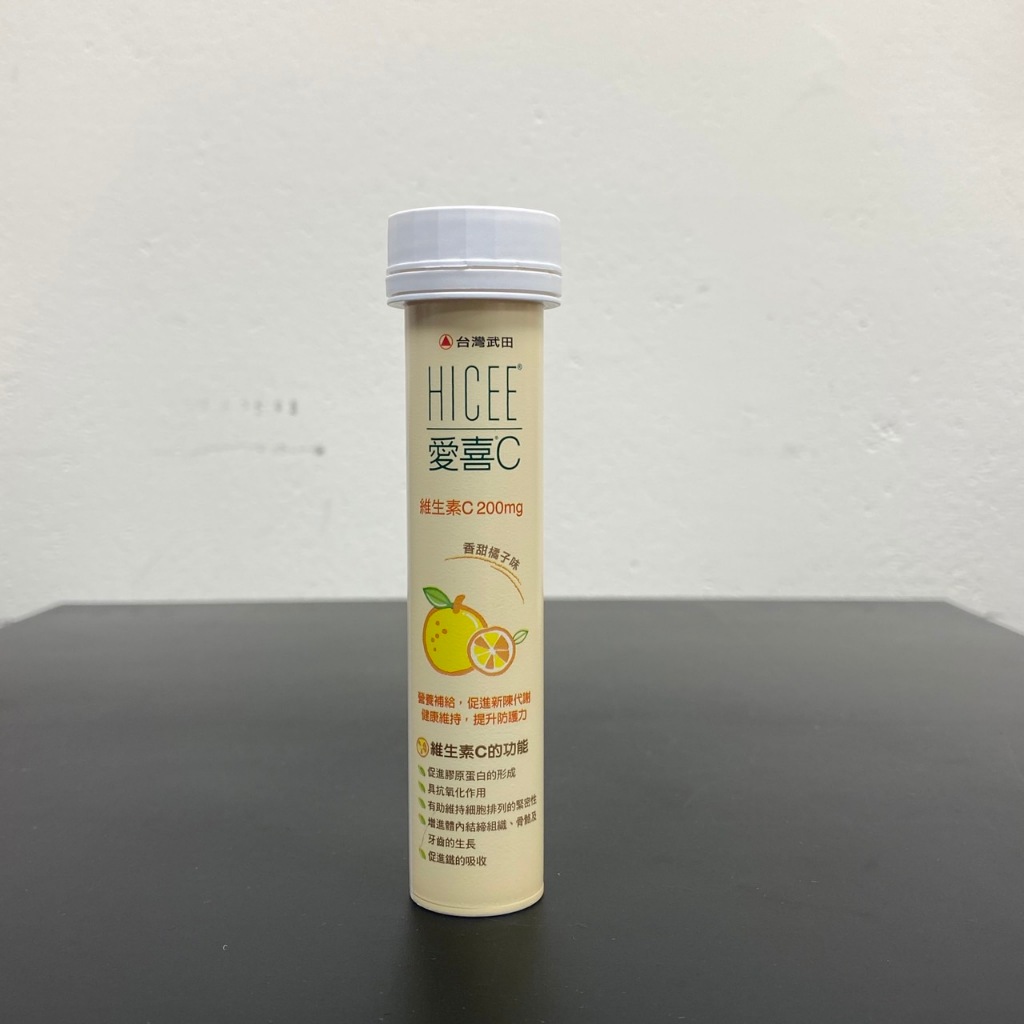 台灣武田
HICEE®
愛喜®C
維生素C 200mg
香甜橘子味
營養補給，促進新陳代謝
健康維持，提升防護力
維生素C的功能
促進膠原蛋白的形成
具抗氧化作用
有助維持細胞排列的緊密性
增進體內結締組織、骨骼及
牙齒的生長
促進鐵的吸收